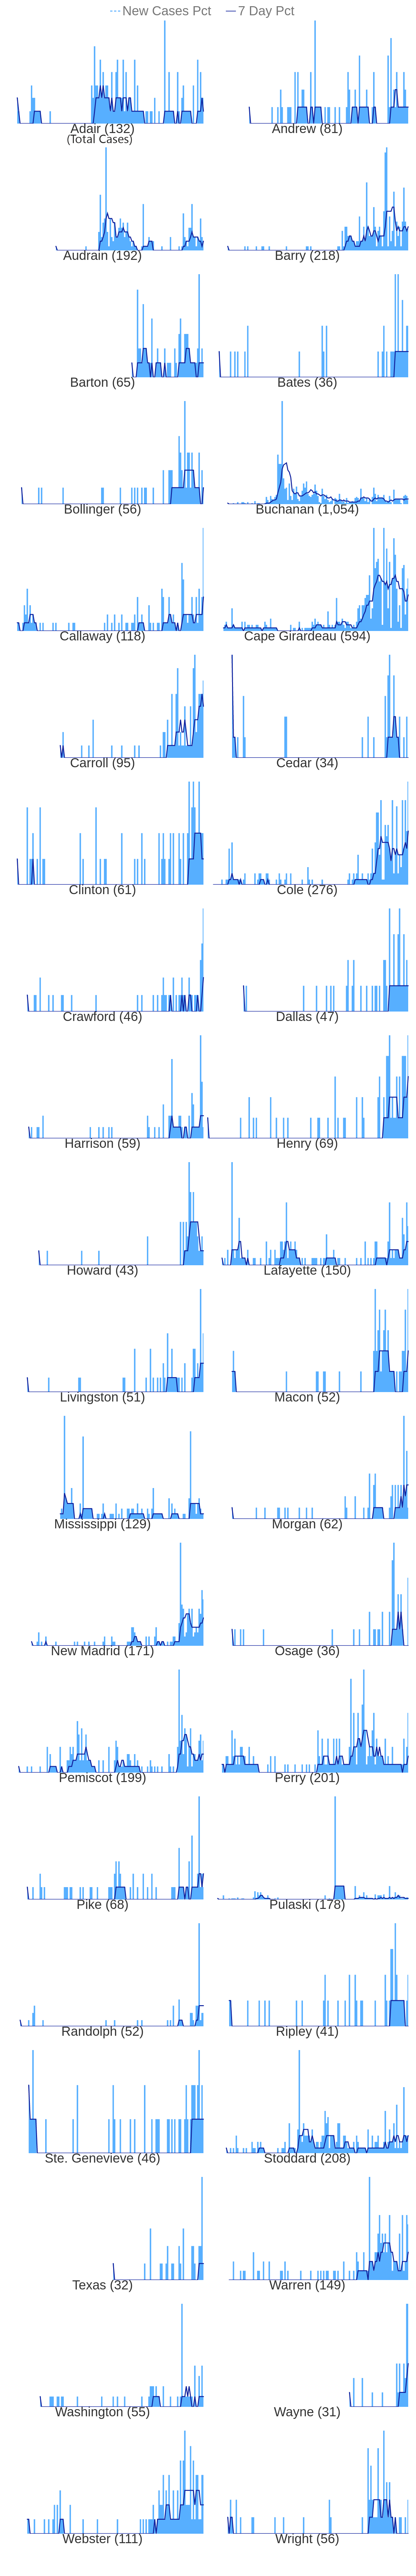 New Cases Pct 7 Day Pct
Adair (132) Andrew (81)
(Total Cases)
Audrain (192) Barry (218)
Barton (65) Bates (36)
Bollinger (56) Buchanan (1,054)
Callaway (118) Cape Girardeau (594)
Carroll (95) Cedar (34)
Clinton (61) Cole (276)
Crawford (46) Dallas (47)
Harrison (59) Henry (69)
Howard (43) Lafayette (150)
Livingston (51) Macon (52)
Mississippi (129) Morgan (62)
New Madrid (171) Osage (36)
Pemiscot (199) Perry (201)
Pike (68) Pulaski (178)
Randolph (52) Ripley (41)
Ste. Genevieve (46) Stoddard (208)
Texas (32) Warren (149)
Washington (55) Wayne (31)
Webster (111) Wright (56)